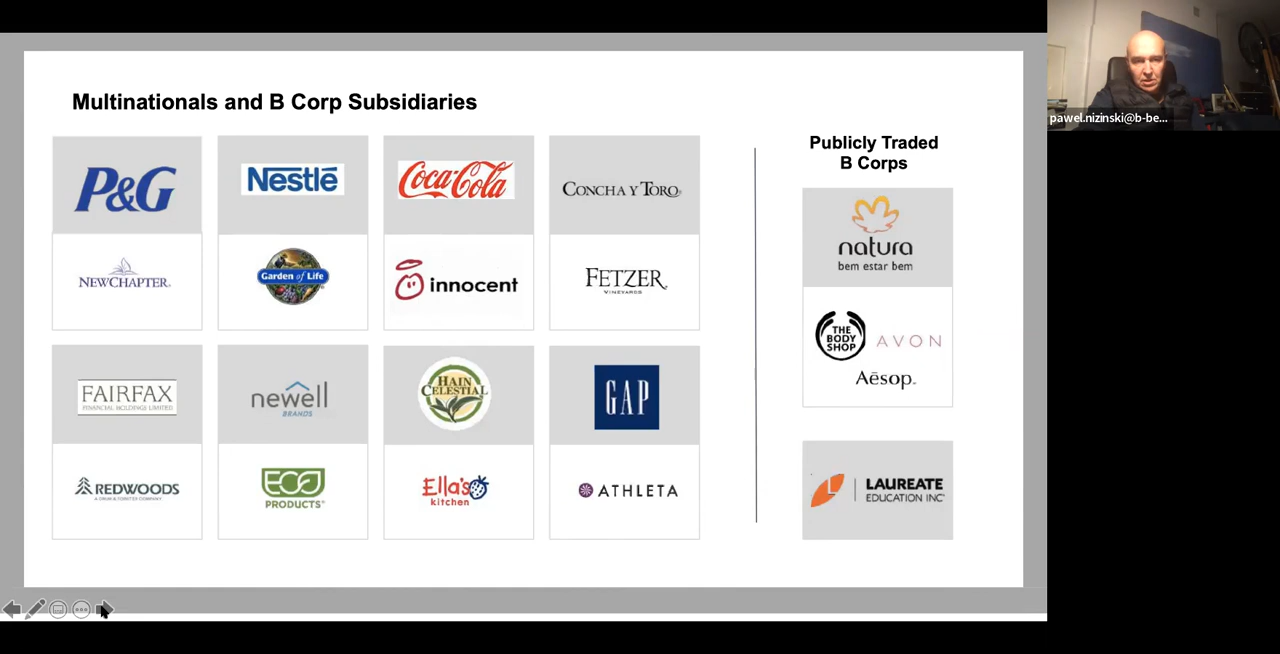 Multinationals and B Corp Subsidiaries
P&G
Nestlé
Coca-Cola
CONCHA Y TORO
NEWCHAPTER
Garden of Life
innocent
FETZER
VINEYARDS
FAIRFAX
FINANCIAL HOLDINGS LIMITED
newell
BRANDS
HAIN
CELESTIAL
GAP
REDWOODS
A CRUM & FORSTER COMPANY
ECO
PRODUCTS
Ella's
kitchen
ATHLETA
Publicly Traded
B Corps
natura
bem estar bem
THE
BODY
SHOP
AVON
Aēsop.
LAUREATE
EDUCATION INC
pawel.nizinski@b-be...